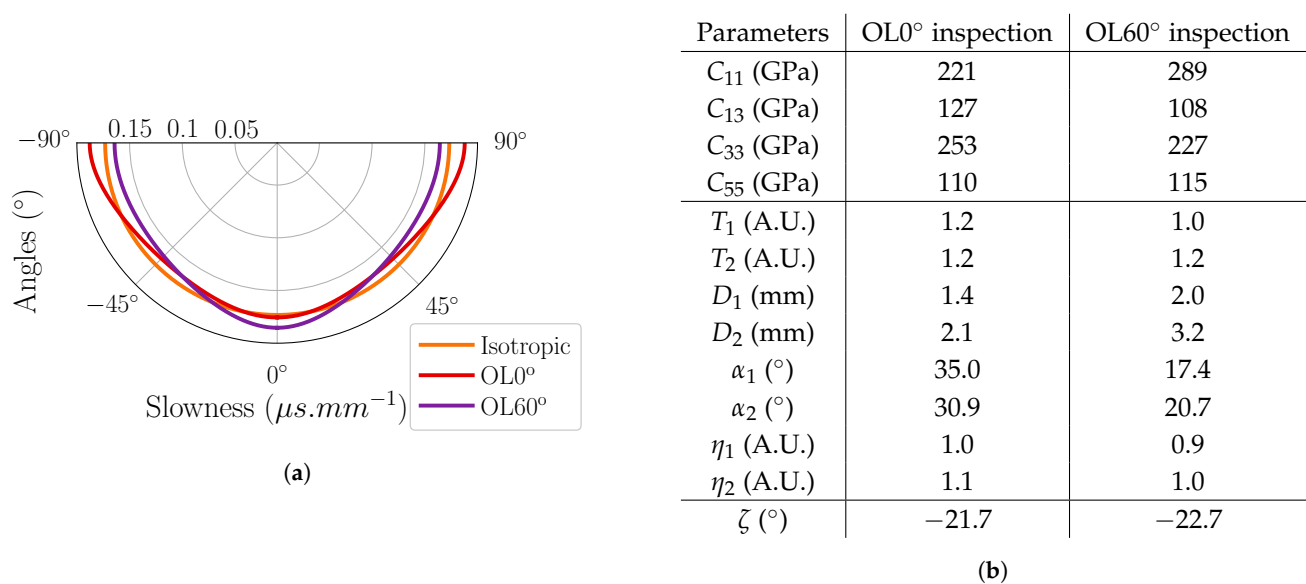 −90° 0.15 0.1 0.05 90°
Angles (°)
−45° 45°
0°
Slowness (μs.mm⁻¹)
Isotropic
OL0º
OL60º
(a)
Parameters OL0° inspection OL60° inspection
C₁₁ (GPa) 221 289
C₁₃ (GPa) 127 108
C₃₃ (GPa) 253 227
C₅₅ (GPa) 110 115
T₁ (A.U.) 1.2 1.0
T₂ (A.U.) 1.2 1.2
D₁ (mm) 1.4 2.0
D₂ (mm) 2.1 3.2
α₁ (°) 35.0 17.4
α₂ (°) 30.9 20.7
η₁ (A.U.) 1.0 0.9
η₂ (A.U.) 1.1 1.0
ζ (°) −21.7 −22.7
(b)